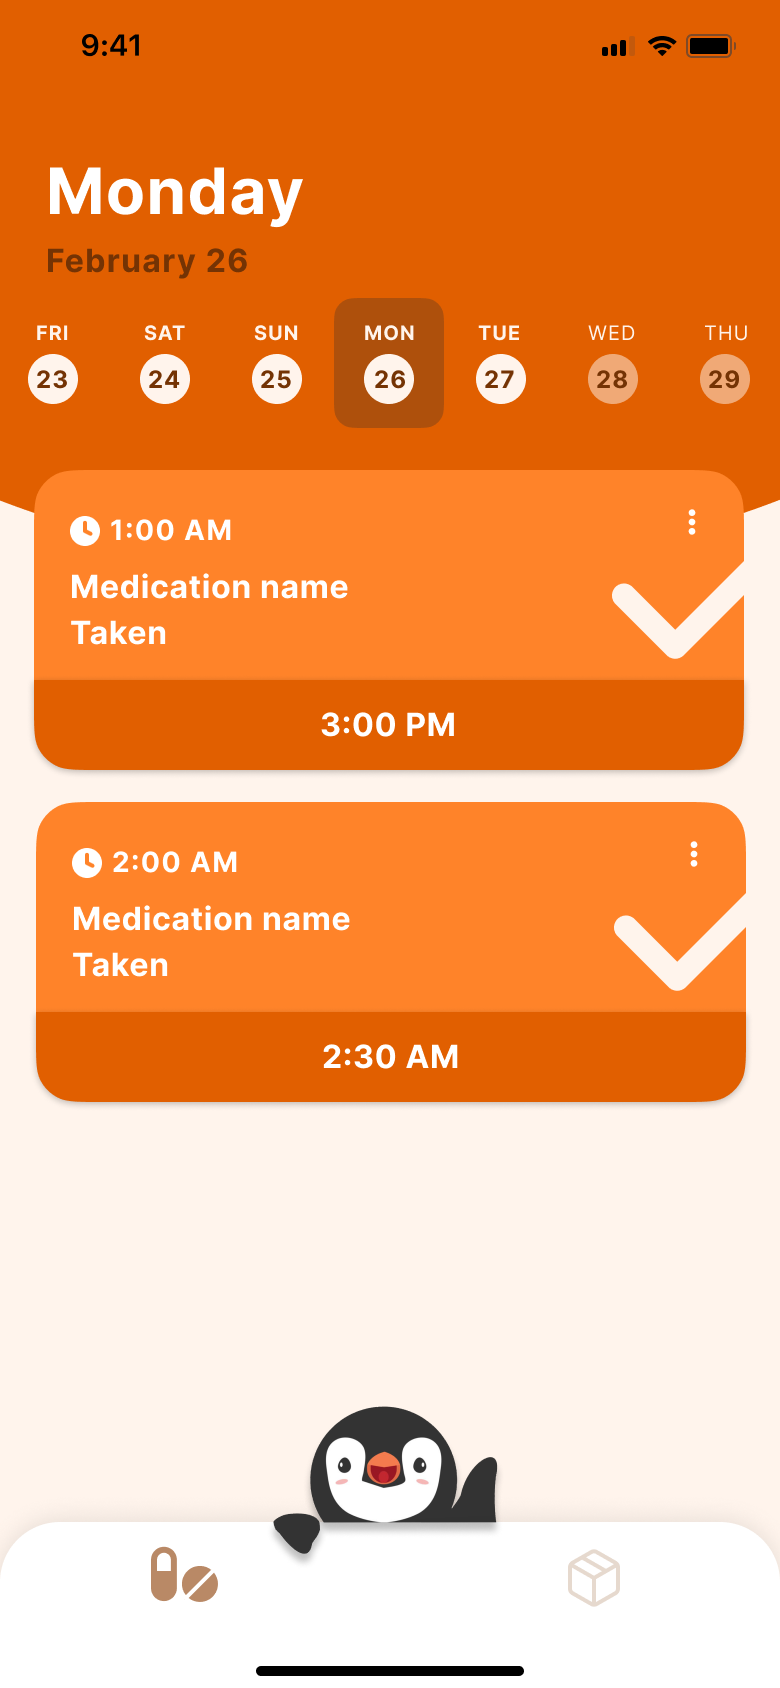 9:41
Monday
February 26
FRI SAT SUN MON TUE WED THU
23 24 25 26 27 28 29
1:00 AM
Medication name
Taken
3:00 PM
2:00 AM
Medication name
Taken
2:30 AM